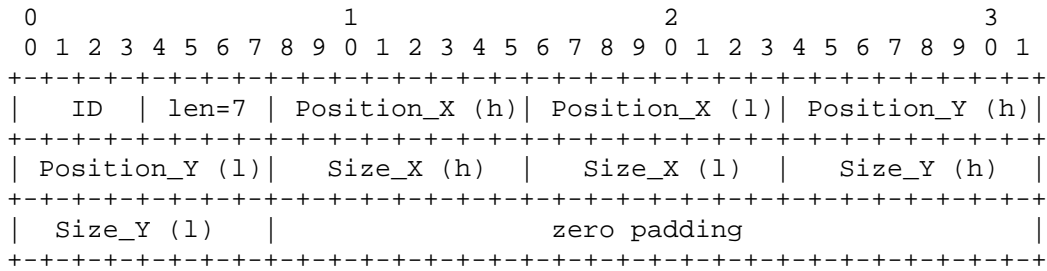 0                   1                   2                   3
 0 1 2 3 4 5 6 7 8 9 0 1 2 3 4 5 6 7 8 9 0 1 2 3 4 5 6 7 8 9 0 1
+-+-+-+-+-+-+-+-+-+-+-+-+-+-+-+-+-+-+-+-+-+-+-+-+-+-+-+-+-+-+-+-+
|   ID  | len=7 | Position_X (h)| Position_X (l)| Position_Y (h)|
+-+-+-+-+-+-+-+-+-+-+-+-+-+-+-+-+-+-+-+-+-+-+-+-+-+-+-+-+-+-+-+-+
| Position_Y (l)|   Size_X (h)  |   Size_X (l)  |   Size_Y (h)  |
+-+-+-+-+-+-+-+-+-+-+-+-+-+-+-+-+-+-+-+-+-+-+-+-+-+-+-+-+-+-+-+-+
|  Size_Y (l)   |                 zero padding                  |
+-+-+-+-+-+-+-+-+-+-+-+-+-+-+-+-+-+-+-+-+-+-+-+-+-+-+-+-+-+-+-+-+